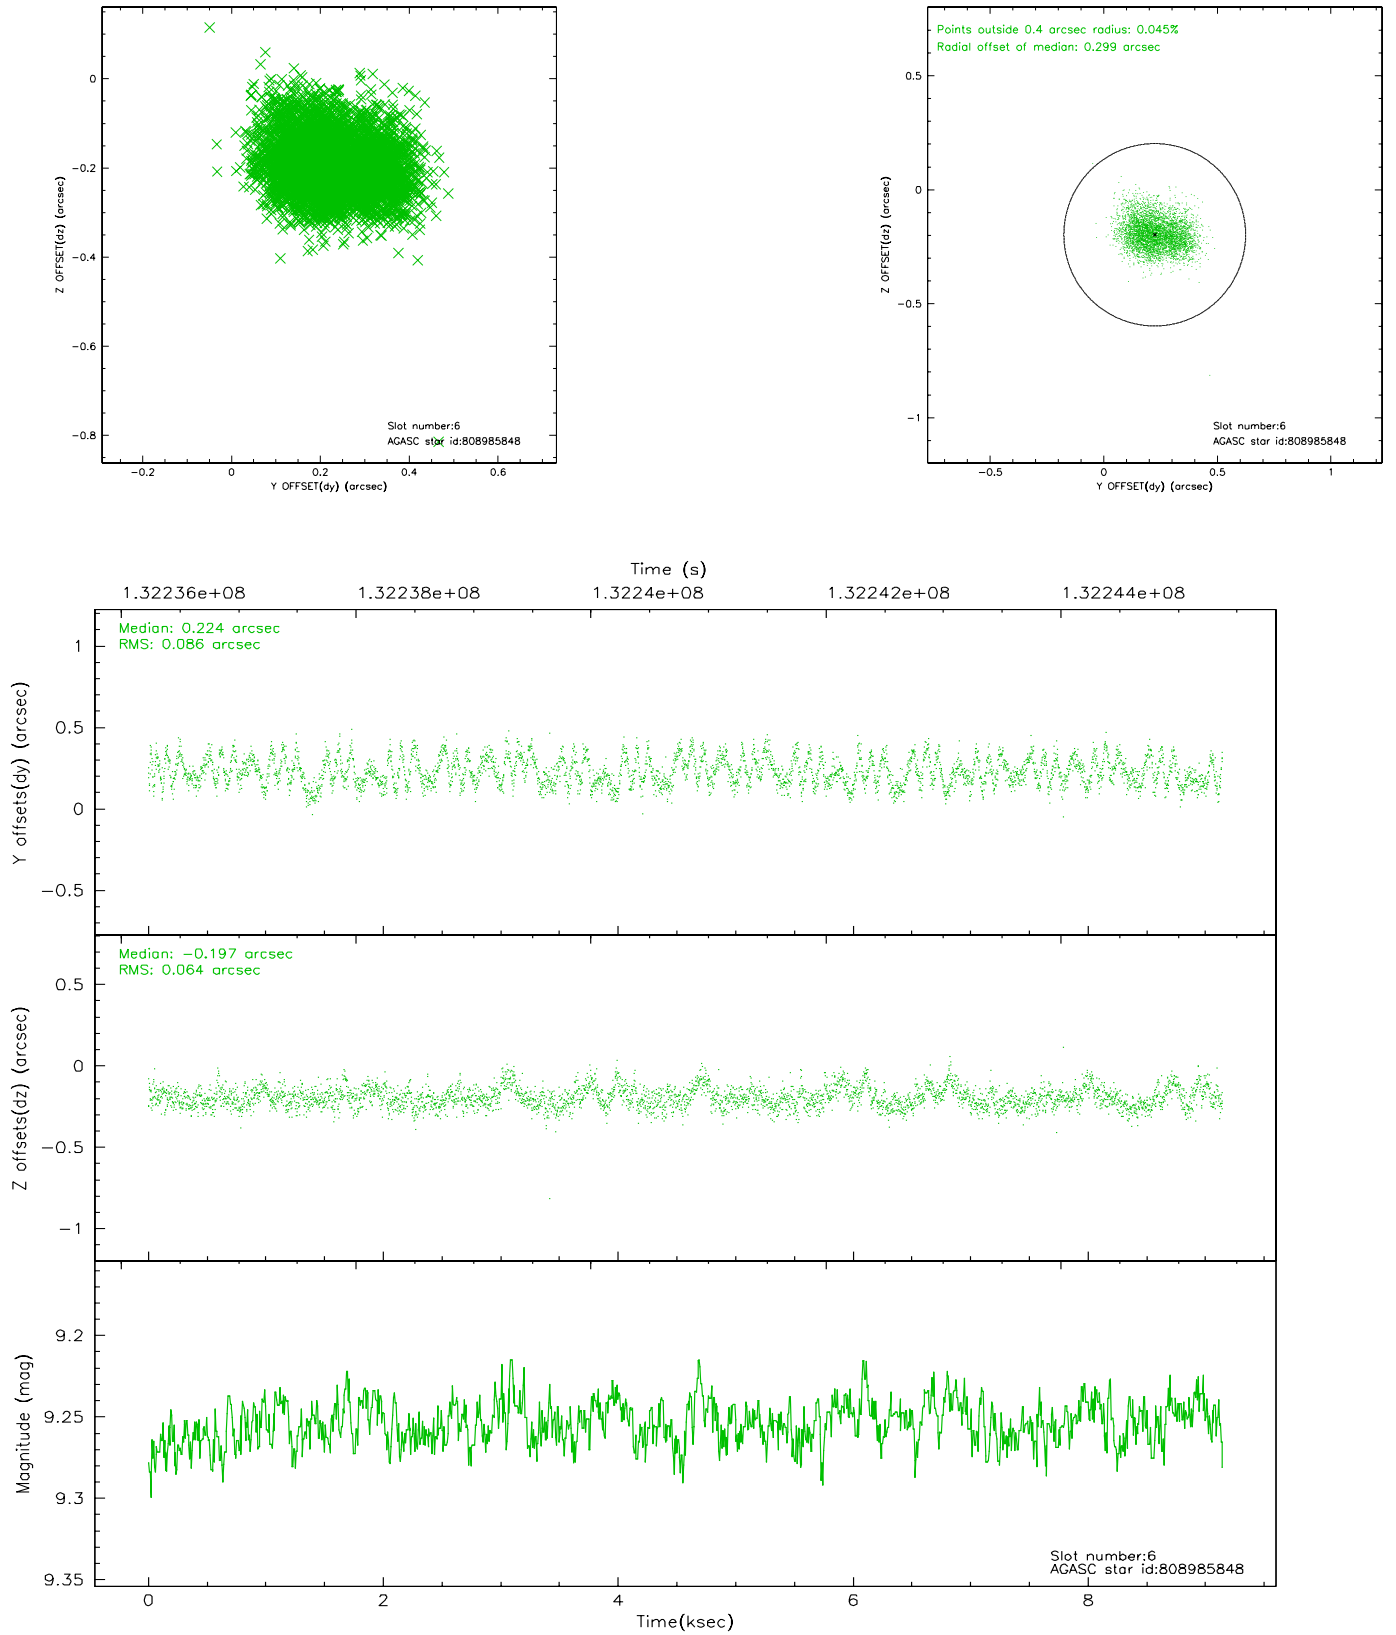 0
−0.2
−0.4
−0.6
−0.8
Z OFFSET(dz) (arcsec)
Slot number:6
AGASC star id:808985848
−0.2 0 0.2 0.4 0.6
Y OFFSET(dy) (arcsec)
Points outside 0.4 arcsec radius: 0.045%
Radial offset of median: 0.299 arcsec
0.5
0
−0.5
−1
Z OFFSET(dz) (arcsec)
Slot number:6
AGASC star id:808985848
−0.5 0 0.5 1
Y OFFSET(dy) (arcsec)
Time (s)
1.32236e+08 1.32238e+08 1.3224e+08 1.32242e+08 1.32244e+08
Median: 0.224 arcsec
RMS: 0.086 arcsec
1
0.5
0
−0.5
Y offsets(dy) (arcsec)
Median: −0.197 arcsec
RMS: 0.064 arcsec
0.5
0
−0.5
−1
Z offsets(dz) (arcsec)
9.2
9.25
9.3
9.35
Magnitude (mag)
Slot number:6
AGASC star id:808985848
0 2 4 6 8
Time(ksec)